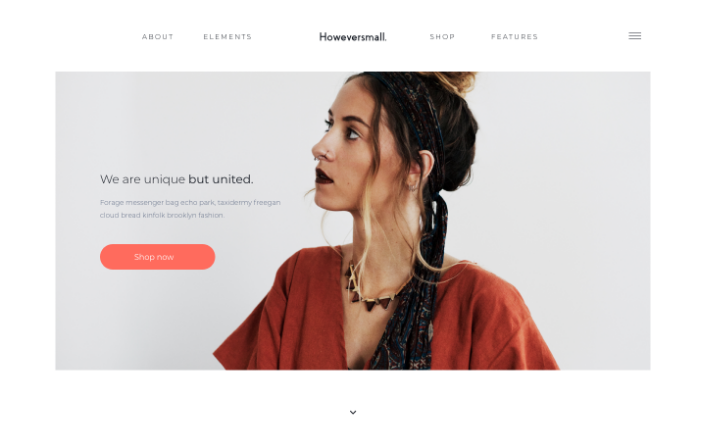 ABOUT ELEMENTS Howeversmall. SHOP FEATURES
We are unique but united.
Forage messenger bag echo park, taxidermy freegan
cloud bread kinfolk brooklyn fashion.
Shop now